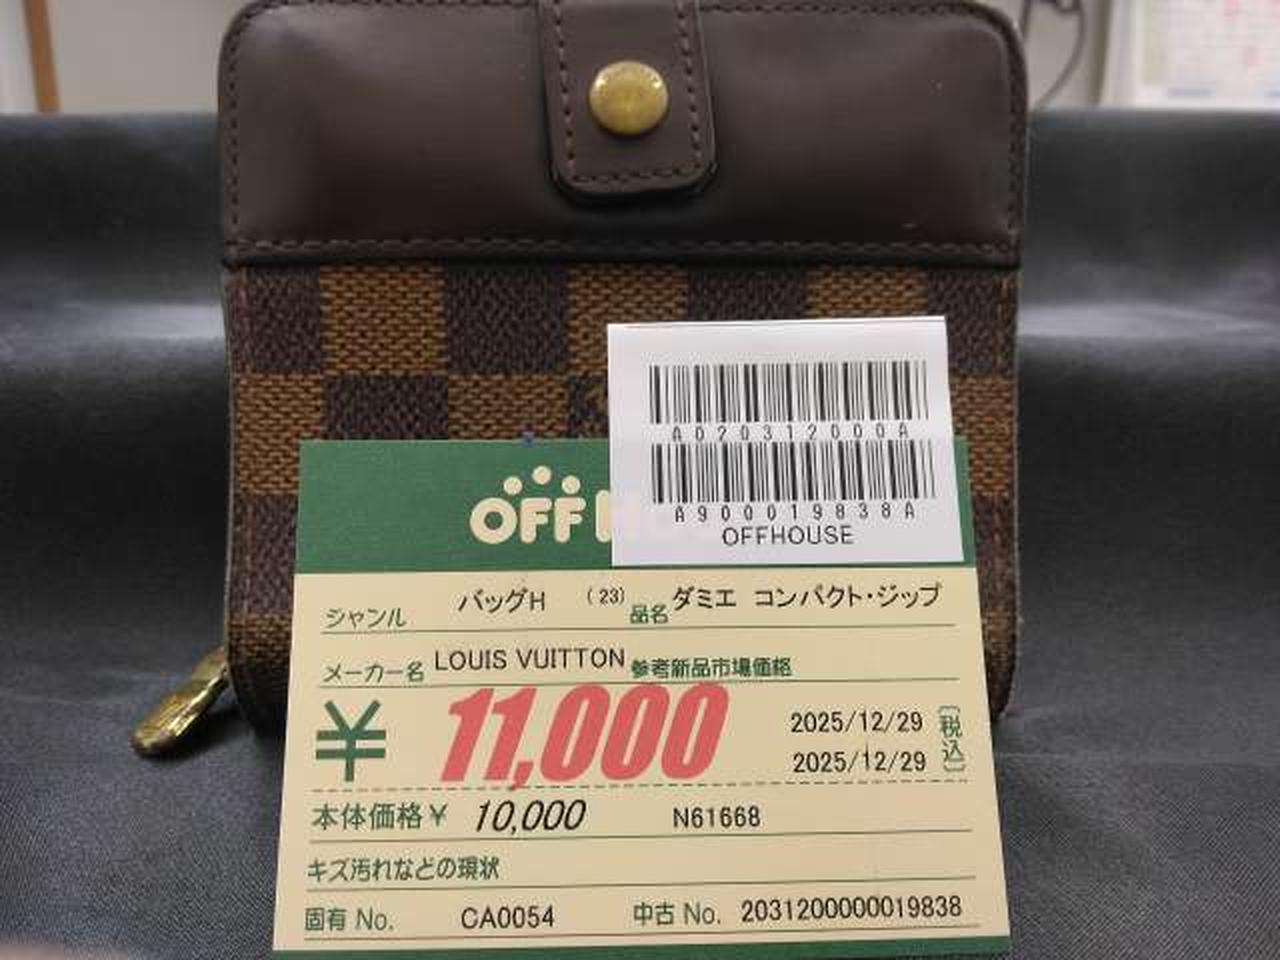 A020312000A
A900019838A
OFFHOUSE
OFF
ジャンル バッグH (23) 品名 ダミエ コンパクト・ジップ
メーカー名 LOUIS VUITTON 参考新品市場価格
¥ 11,000 2025/12/29 〔税込〕
2025/12/29
本体価格¥ 10,000 N61668
キズ汚れなどの現状
固有 No. CA0054 中古 No. 2031200000019838